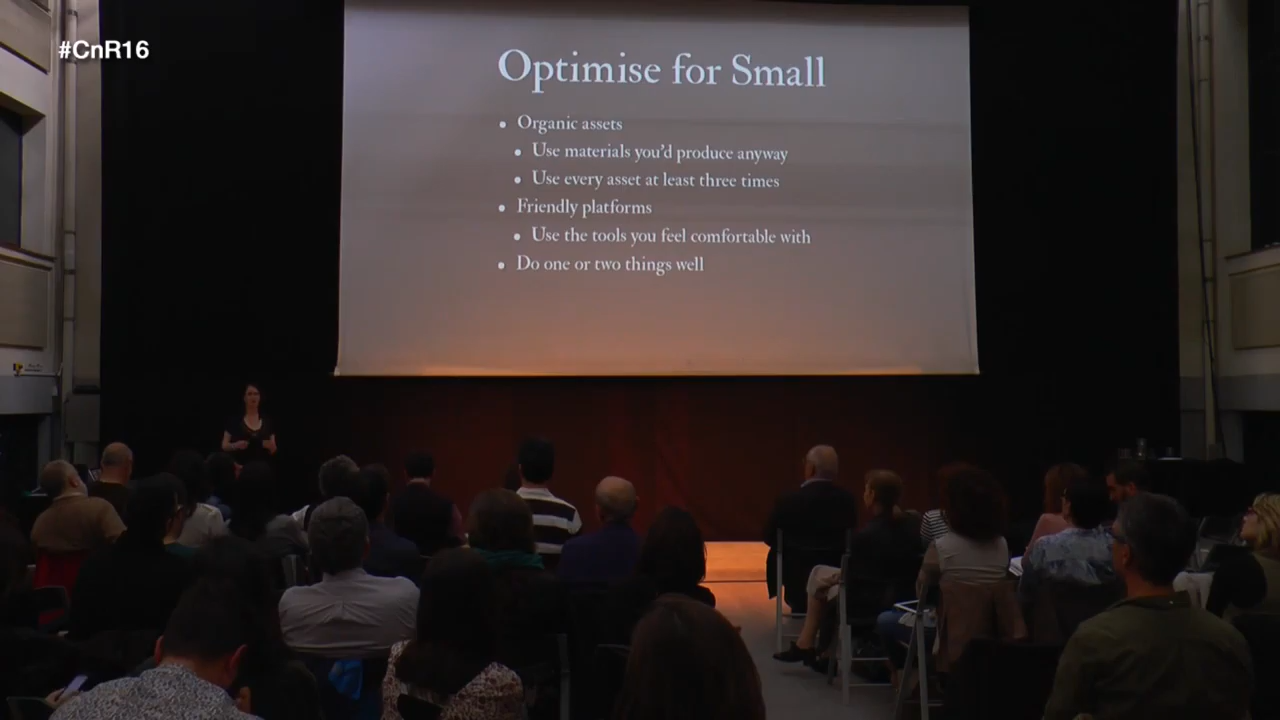 #CnR16
Optimise for Small
• Organic assets
• Use materials you'd produce anyway
• Use every asset at least three times
• Friendly platforms
• Use the tools you feel comfortable with
• Do one or two things well